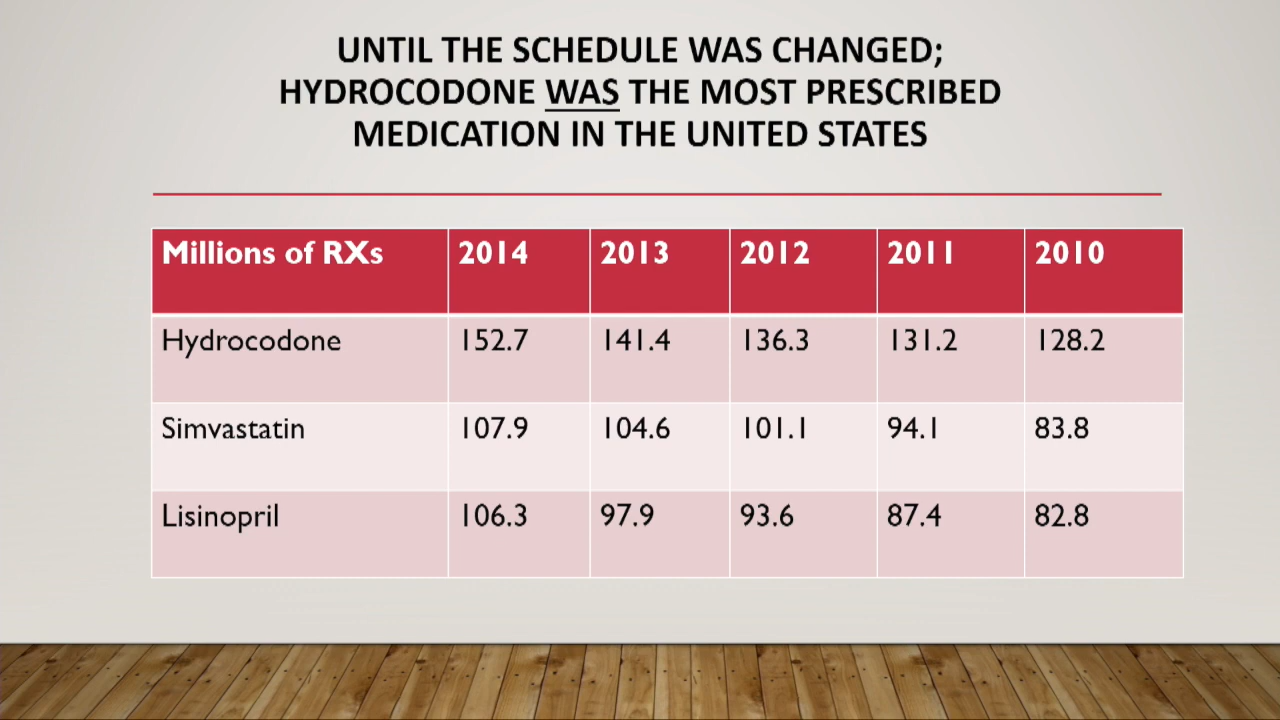 UNTIL THE SCHEDULE WAS CHANGED;
HYDROCODONE WAS THE MOST PRESCRIBED
MEDICATION IN THE UNITED STATES
Millions of RXs 2014 2013 2012 2011 2010
Hydrocodone 152.7 141.4 136.3 131.2 128.2
Simvastatin 107.9 104.6 101.1 94.1 83.8
Lisinopril 106.3 97.9 93.6 87.4 82.8